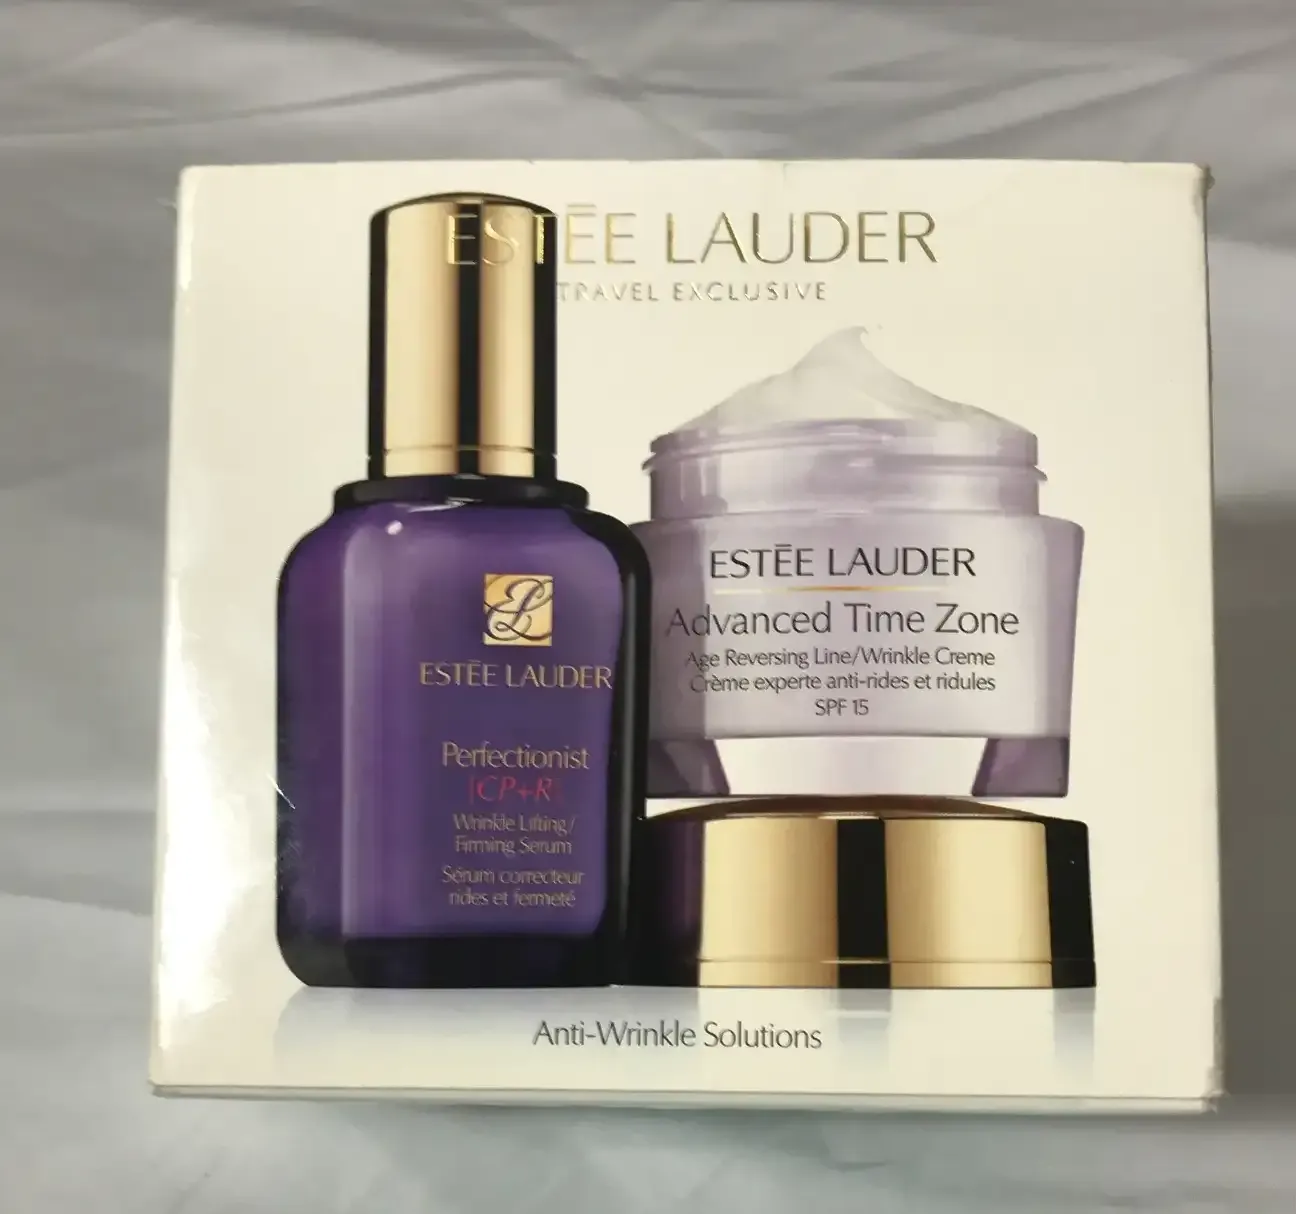 ESTĒE LAUDER
TRAVEL EXCLUSIVE
ESTĒE LAUDER
Advanced Time Zone
Age Reversing Line/Wrinkle Creme
Crème experte anti-rides et ridules
SPF 15
EL
ESTĒE LAUDER
Perfectionist
[CP+R]
Wrinkle Lifting/
Firming Serum
Sérum correcteur
rides et fermeté
Anti-Wrinkle Solutions